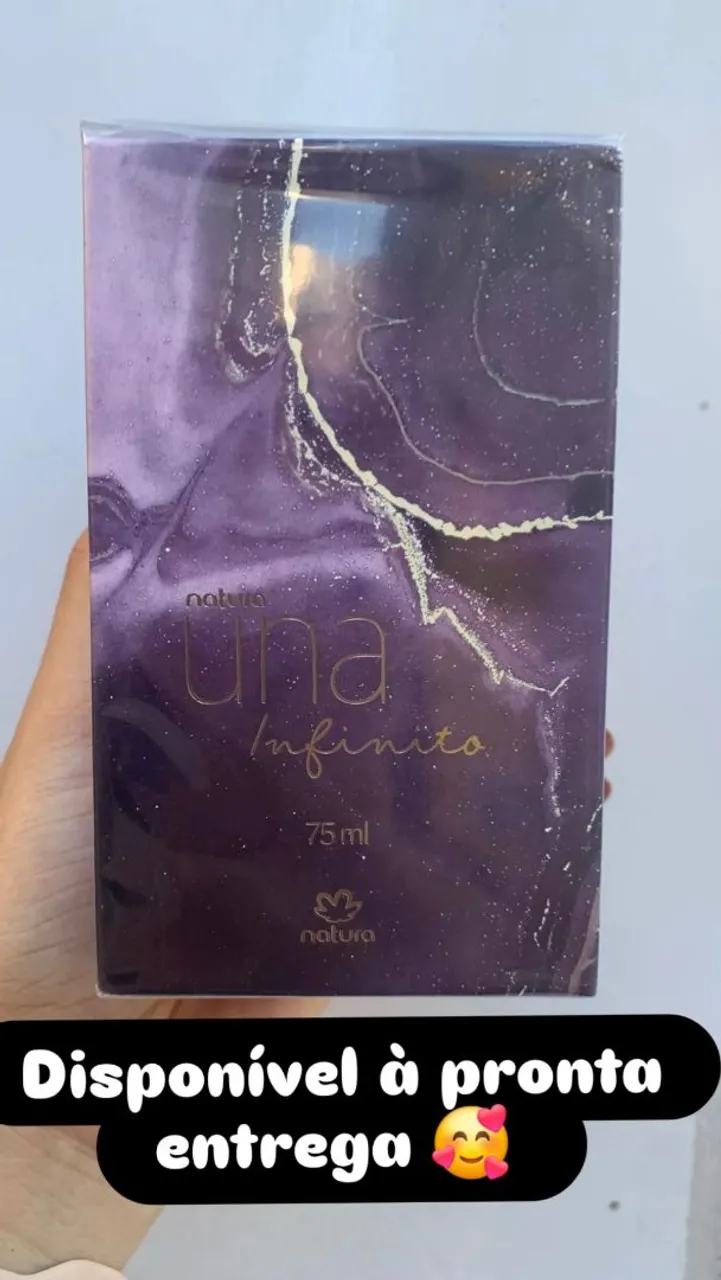 natura
una
Infinito
75 ml
natura
Disponível à pronta
entrega 🥰